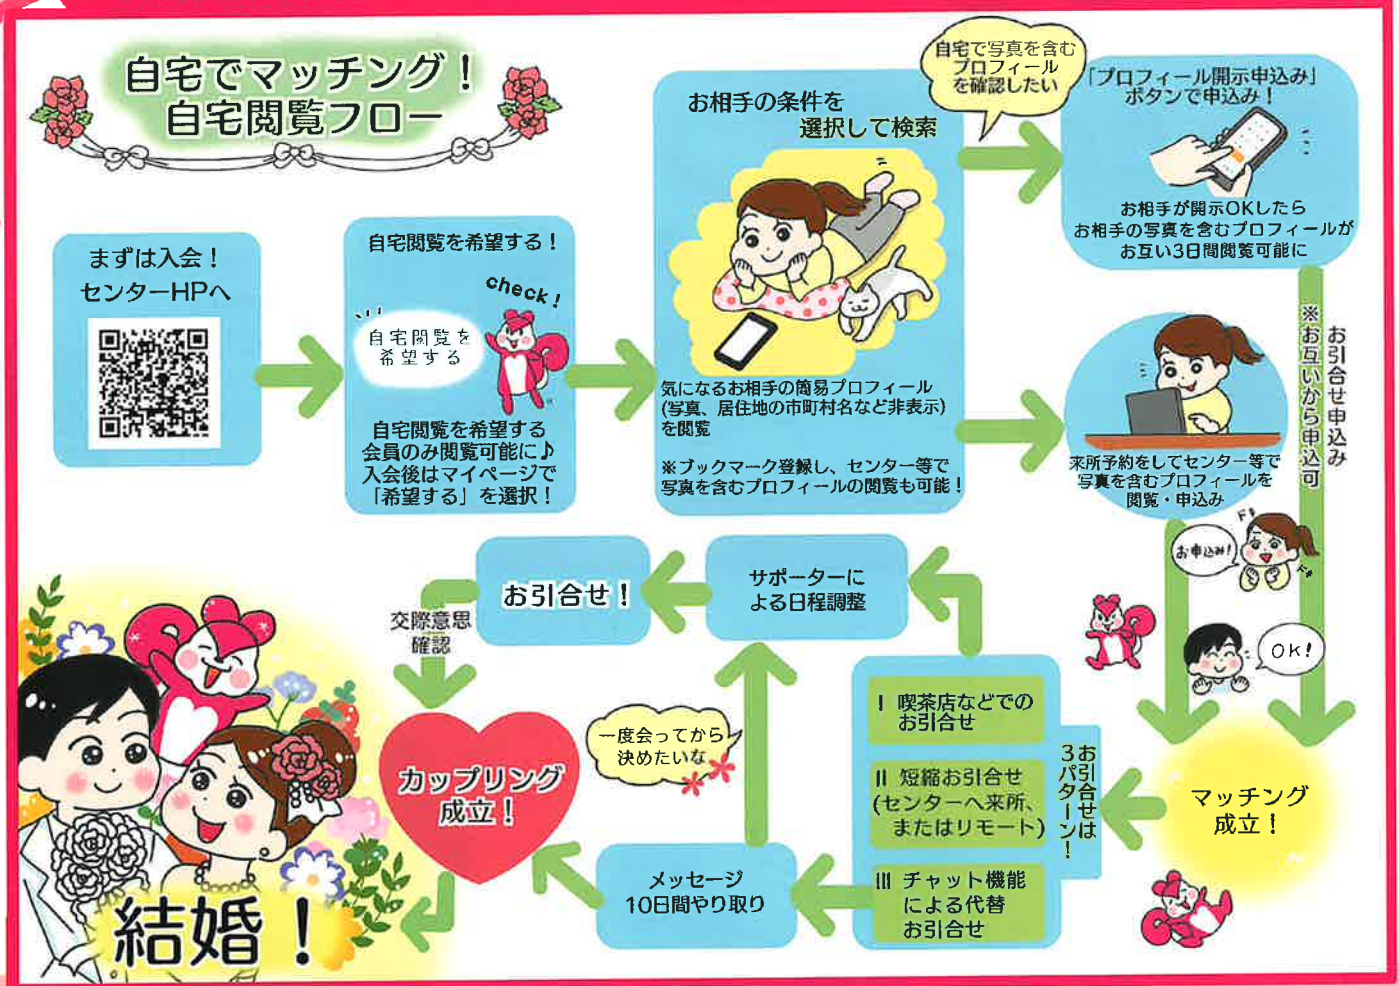 自宅でマッチング！
自宅閲覧フロー
まずは入会！
センターHPへ
自宅閲覧を希望する！
check!
自宅閲覧を
希望する
自宅閲覧を希望する
会員のみ閲覧可能に♪
入会後はマイページで
「希望する」を選択！
お相手の条件を
選択して検索
気になるお相手の簡易プロフィール
(写真、居住地の市町村名など非表示)
を閲覧
※ブックマーク登録し、センター等で
写真を含むプロフィールの閲覧も可能！
自宅で写真を含む
プロフィール
を確認したい
「プロフィール開示申込み」
ボタンで申込み！
お相手が開示OKしたら
お相手の写真を含むプロフィールが
お互い3日間閲覧可能に
来所予約をしてセンター等で
写真を含むプロフィールを
閲覧・申込み
お引合せ申込み
※お互いから申込可
お申込み!
ドキ
ドキ
OK!
マッチング
成立！
お引合せは
3パターン！
Ⅰ 喫茶店などでの
お引合せ
Ⅱ 短縮お引合せ
(センターへ来所、
またはリモート)
Ⅲ チャット機能
による代替
お引合せ
サポーターに
よる日程調整
お引合せ！
交際意思
確認
メッセージ
10日間やり取り
一度会ってから
決めたいな
カップリング
成立！
結婚！